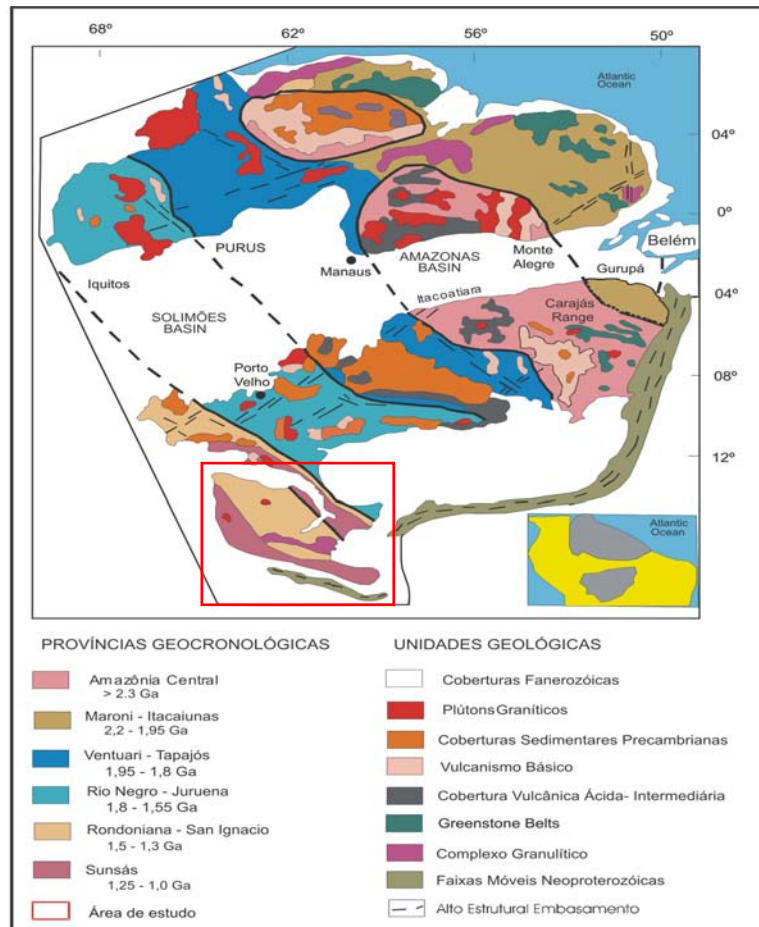 68º 62º 56º 50º
Atlantic
Ocean
04º
0º
PURUS
AMAZONAS
BASIN
Monte
Alegre
Belém
Manaus
Gurupá
Iquitos
Itacoatiara
04º
Carajás
Range
SOLIMÕES
BASIN
Porto
Velho
08º
12º
Atlantic
Ocean
PROVÍNCIAS GEOCRONOLÓGICAS
Amazônia Central
> 2.3 Ga
Maroni - Itacaiunas
2,2 - 1,95 Ga
Ventuari - Tapajós
1,95 - 1,8 Ga
Rio Negro - Juruena
1,8 - 1,55 Ga
Rondoniana - San Ignacio
1,5 - 1,3 Ga
Sunsás
1,25 - 1,0 Ga
Área de estudo
UNIDADES GEOLÓGICAS
Coberturas Fanerozóicas
Plútons Graníticos
Coberturas Sedimentares Precambrianas
Vulcanismo Básico
Cobertura Vulcânica Ácida- Intermediária
Greenstone Belts
Complexo Granulítico
Faixas Móveis Neoproterozóicas
Alto Estrutural Embasamento